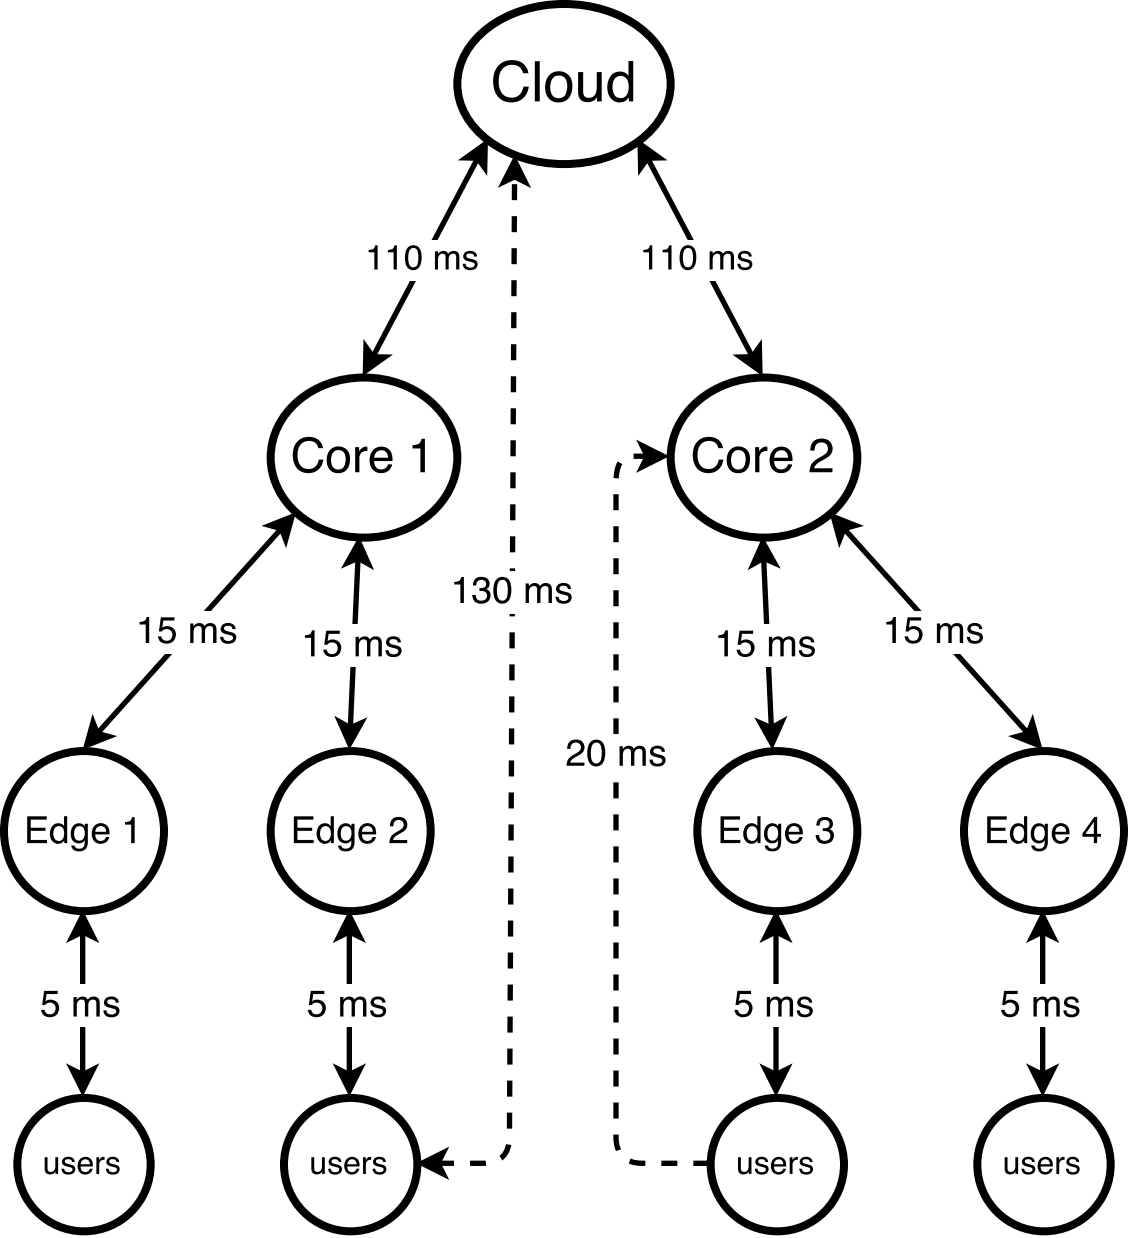 Cloud
110 ms
110 ms
Core 1
Core 2
130 ms
15 ms
15 ms
15 ms
15 ms
20 ms
Edge 1
Edge 2
Edge 3
Edge 4
5 ms
5 ms
5 ms
5 ms
users
users
users
users